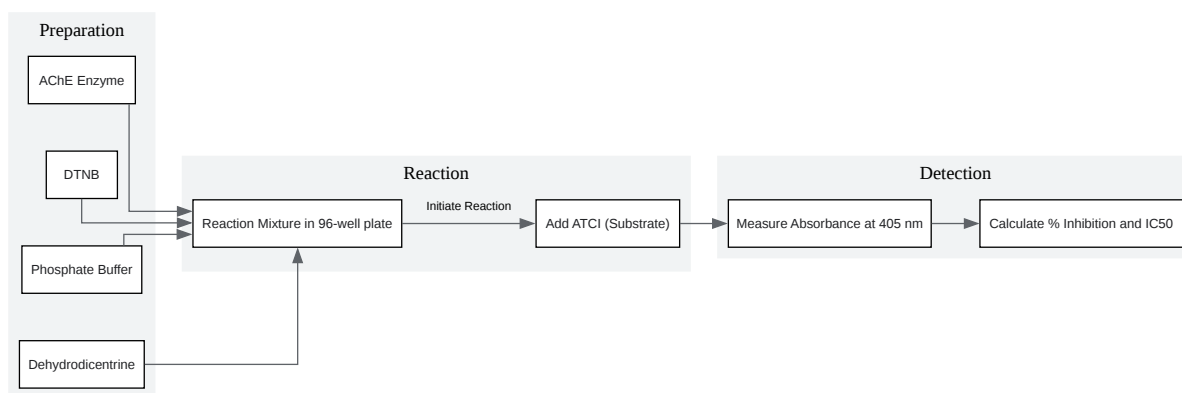 Preparation
AChE Enzyme
DTNB
Phosphate Buffer
Dehydrodicentrine
Reaction
Reaction Mixture in 96-well plate
Initiate Reaction
Add ATCI (Substrate)
Detection
Measure Absorbance at 405 nm
Calculate % Inhibition and IC50